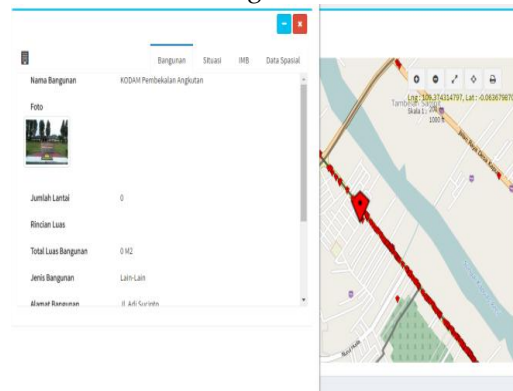 Bangunan
Situasi
IMB
Data Spasial
Nama Bangunan
KODAM Pembekalan Angkutan
Foto
Jumlah Lantai
0
Rincian Luas
Total Luas Bangunan
0 M2
Jenis Bangunan
Lain-Lain
Alamat Bangunan
Jl. Adi Sucipto
Lng : 109.374314797, Lat : -0.063679870
Skala 1 :
1000 ft